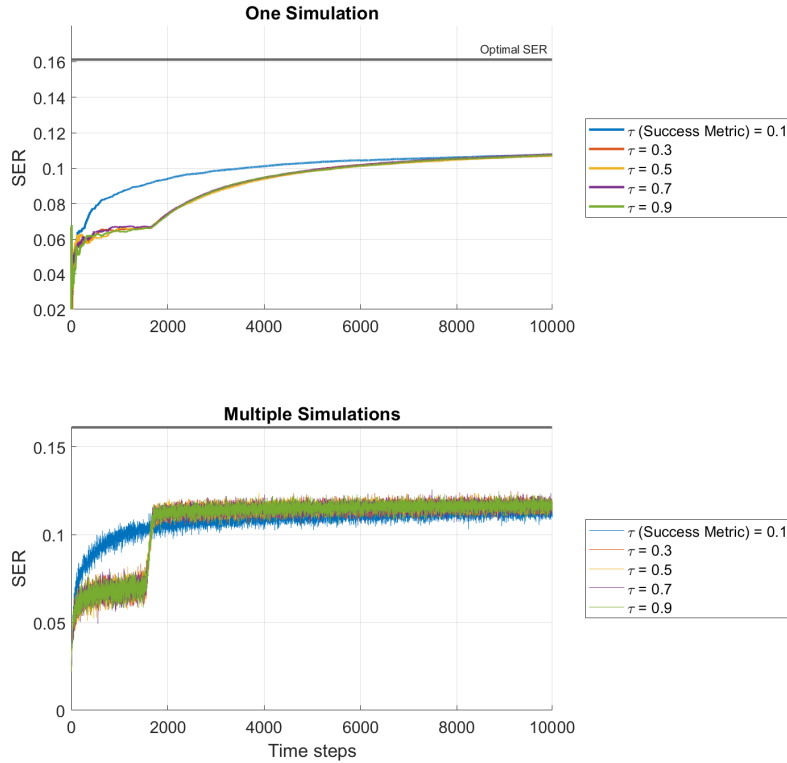 One Simulation
Optimal SER
0.16
0.14
0.12
0.1
0.08
0.06
0.04
0.02
SER
0 2000 4000 6000 8000 10000
τ (Success Metric) = 0.1
τ = 0.3
τ = 0.5
τ = 0.7
τ = 0.9
Multiple Simulations
0.15
0.1
0.05
0
SER
0 2000 4000 6000 8000 10000
Time steps
τ (Success Metric) = 0.1
τ = 0.3
τ = 0.5
τ = 0.7
τ = 0.9